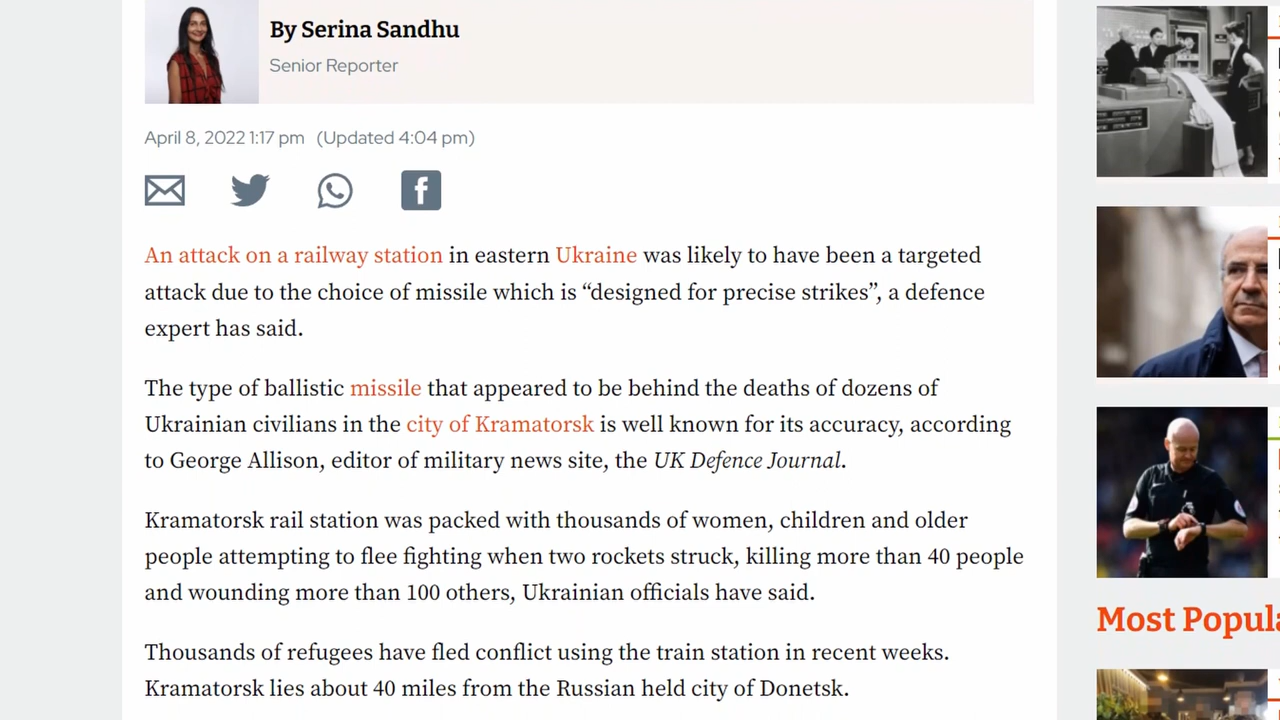 By Serina Sandhu
Senior Reporter
April 8, 2022 1:17 pm (Updated 4:04 pm)
An attack on a railway station in eastern Ukraine was likely to have been a targeted
attack due to the choice of missile which is “designed for precise strikes”, a defence
expert has said.
The type of ballistic missile that appeared to be behind the deaths of dozens of
Ukrainian civilians in the city of Kramatorsk is well known for its accuracy, according
to George Allison, editor of military news site, the UK Defence Journal.
Kramatorsk rail station was packed with thousands of women, children and older
people attempting to flee fighting when two rockets struck, killing more than 40 people
and wounding more than 100 others, Ukrainian officials have said.
Thousands of refugees have fled conflict using the train station in recent weeks.
Kramatorsk lies about 40 miles from the Russian held city of Donetsk.
Most Popula